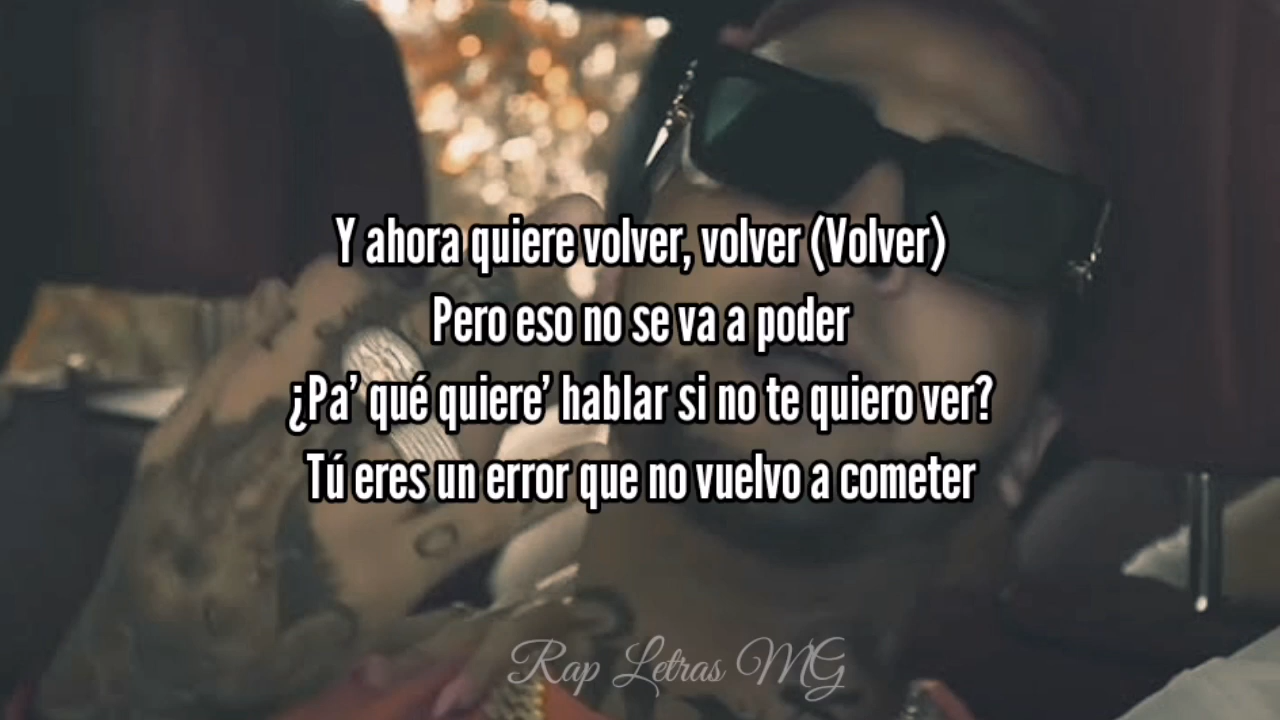 Y ahora quiere volver, volver (Volver)
Pero eso no se va a poder
¿Pa’ qué quiere’ hablar si no te quiero ver?
Tú eres un error que no vuelvo a cometer
Rap Letras MG